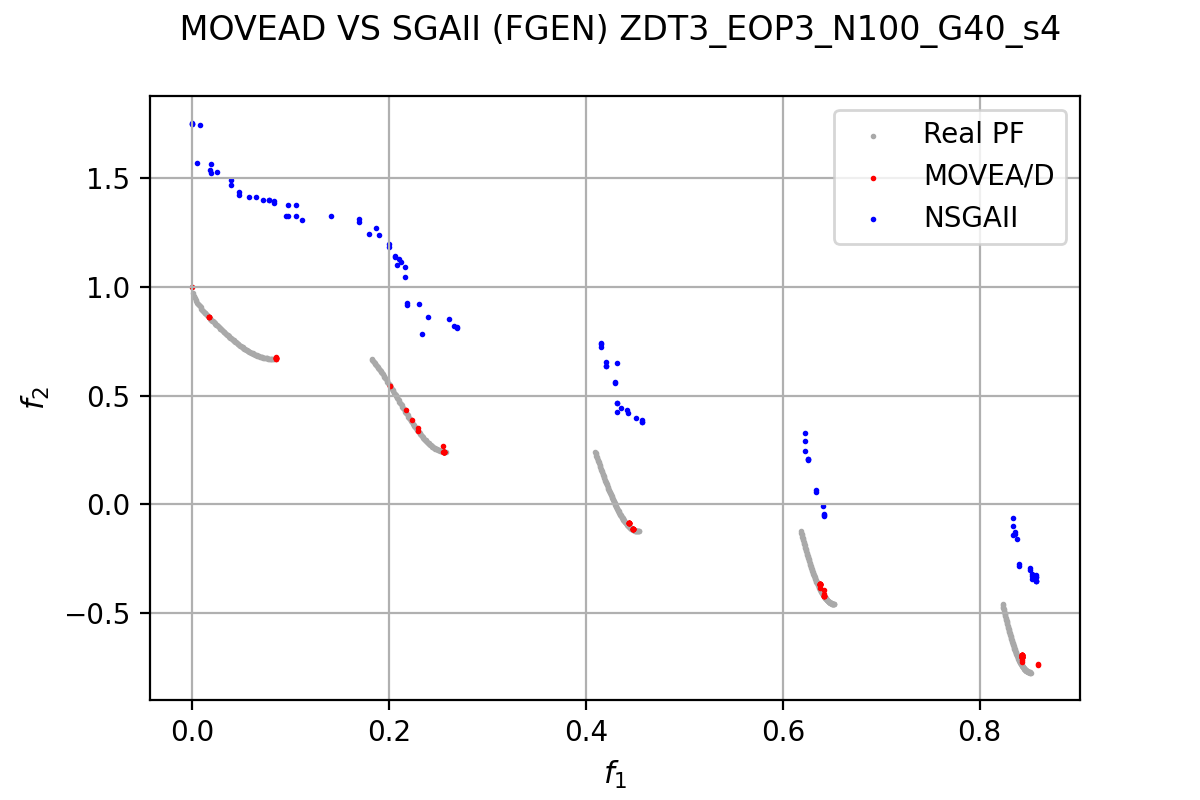 MOVEAD VS SGAII (FGEN) ZDT3_EOP3_N100_G40_s4
Real PF
MOVEA/D
NSGAII
1.5
1.0
0.5
0.0
−0.5
f2
0.0 0.2 0.4 0.6 0.8
f1